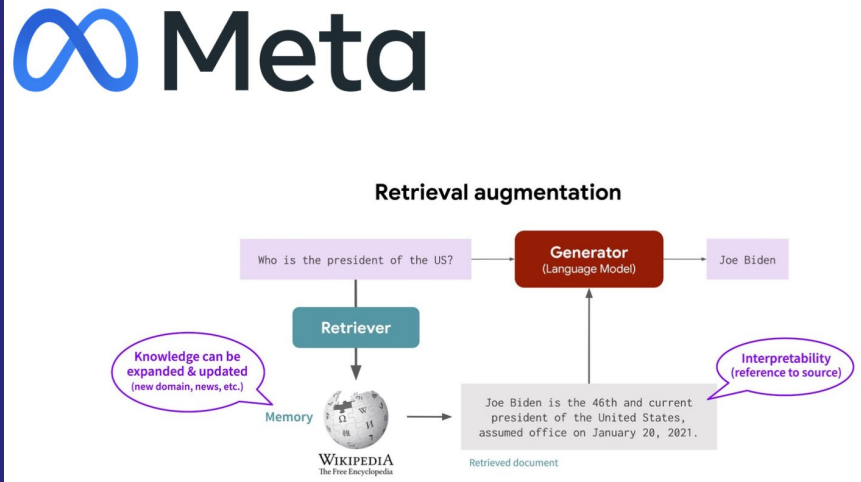 Meta
Retrieval augmentation
Who is the president of the US?
Generator
(Language Model)
Joe Biden
Retriever
Knowledge can be
expanded & updated
(new domain, news, etc.)
Interpretability
(reference to source)
Memory
Ω
W
И
WIKIPEDIA
The Free Encyclopedia
Joe Biden is the 46th and current
president of the United States,
assumed office on January 20, 2021.
Retrieved document